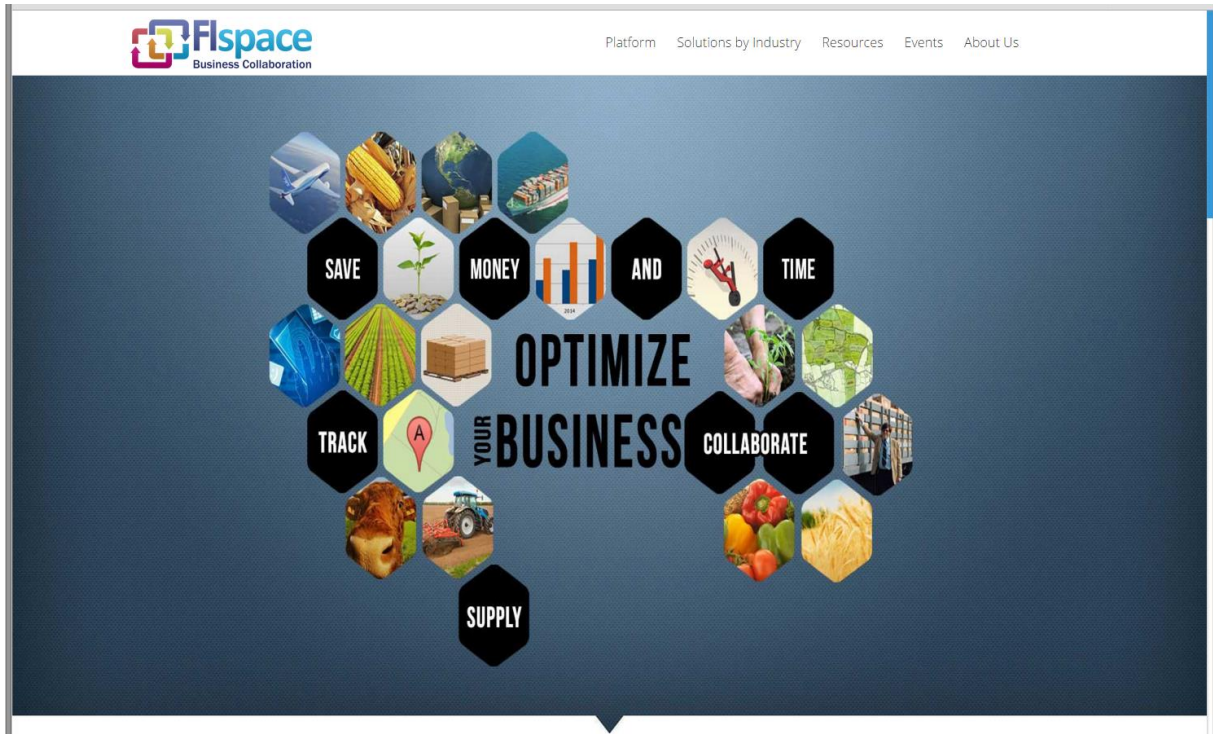 FIspace
Business Collaboration
Platform Solutions by Industry Resources Events About Us
SAVE MONEY AND TIME
2014
OPTIMIZE
YOUR BUSINESS
TRACK
A
COLLABORATE
SUPPLY